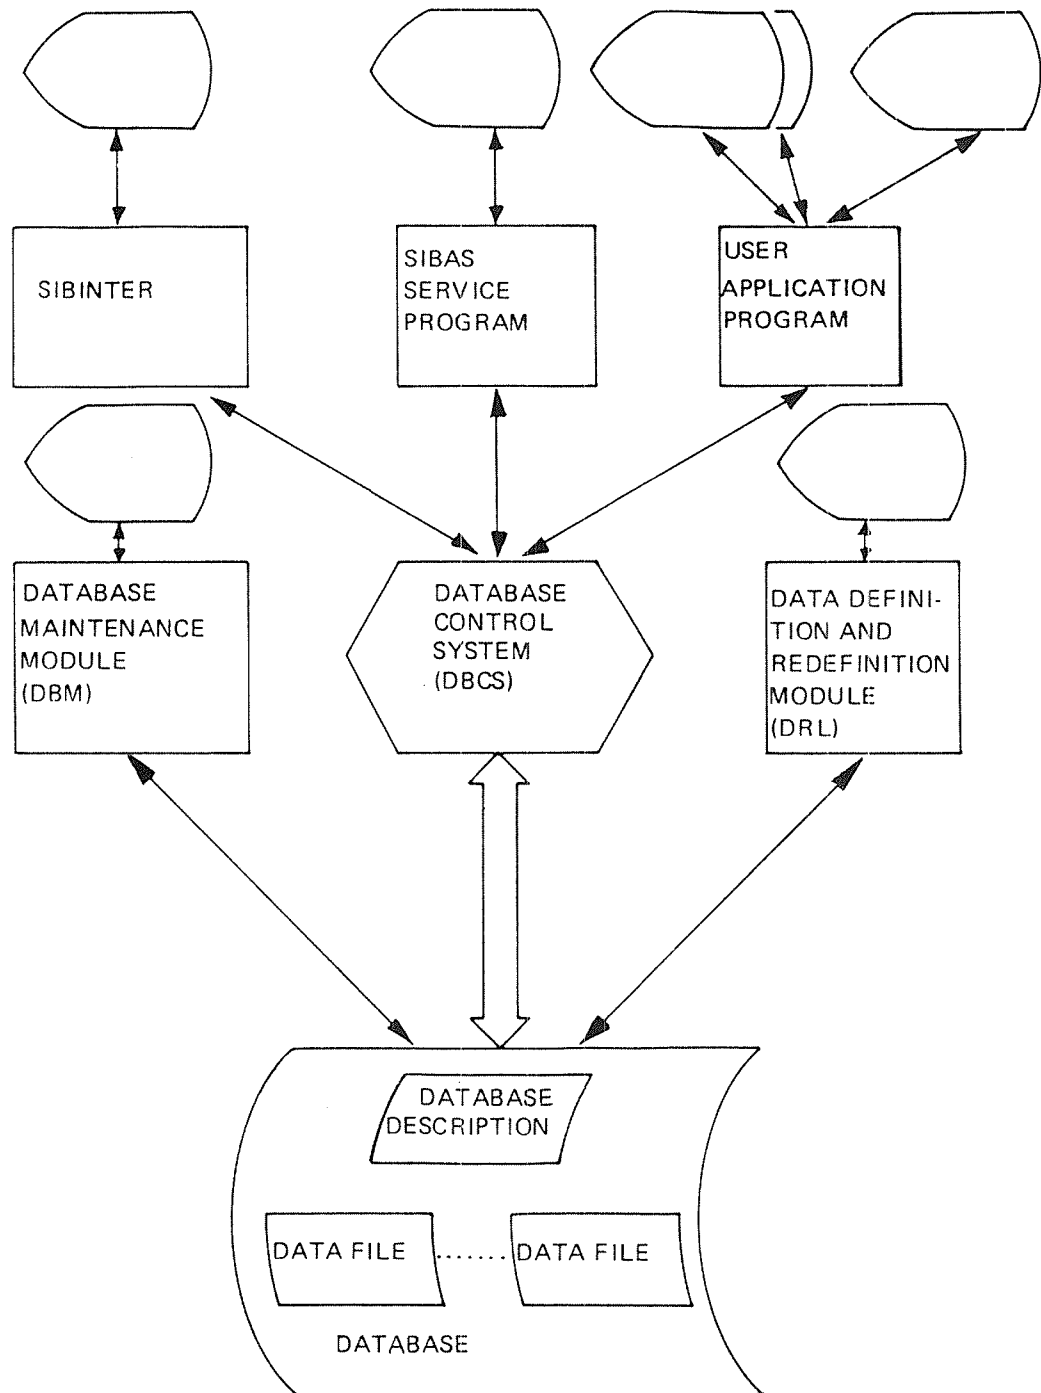 SIBINTER
SIBAS
SERVICE
PROGRAM
USER
APPLICATION
PROGRAM
DATABASE
MAINTENANCE
MODULE
(DBM)
DATABASE
CONTROL
SYSTEM
(DBCS)
DATA DEFINI-
TION AND
REDEFINITION
MODULE
(DRL)
DATABASE
DESCRIPTION
DATA FILE ....... DATA FILE
DATABASE